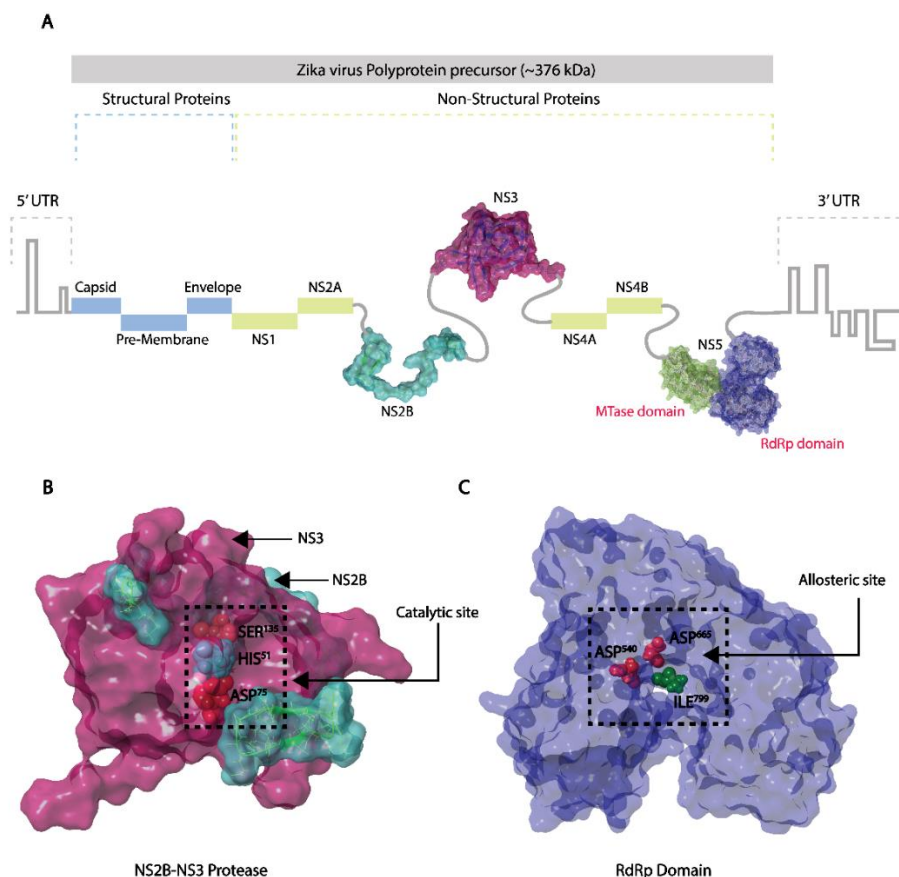 A
Zika virus Polyprotein precursor (~376 kDa)
Structural Proteins
Non-Structural Proteins
5' UTR
NS3
3' UTR
Capsid
Envelope
NS2A
NS4B
Pre-Membrane
NS1
NS4A
NS5
NS2B
MTase domain
RdRp domain
B
C
NS3
NS2B
Catalytic site
SER¹³⁵
HIS⁵¹
ASP⁷⁵
Allosteric site
ASP⁶⁶⁵
ASP⁵⁴⁰
ILE⁷⁹⁹
NS2B-NS3 Protease
RdRp Domain